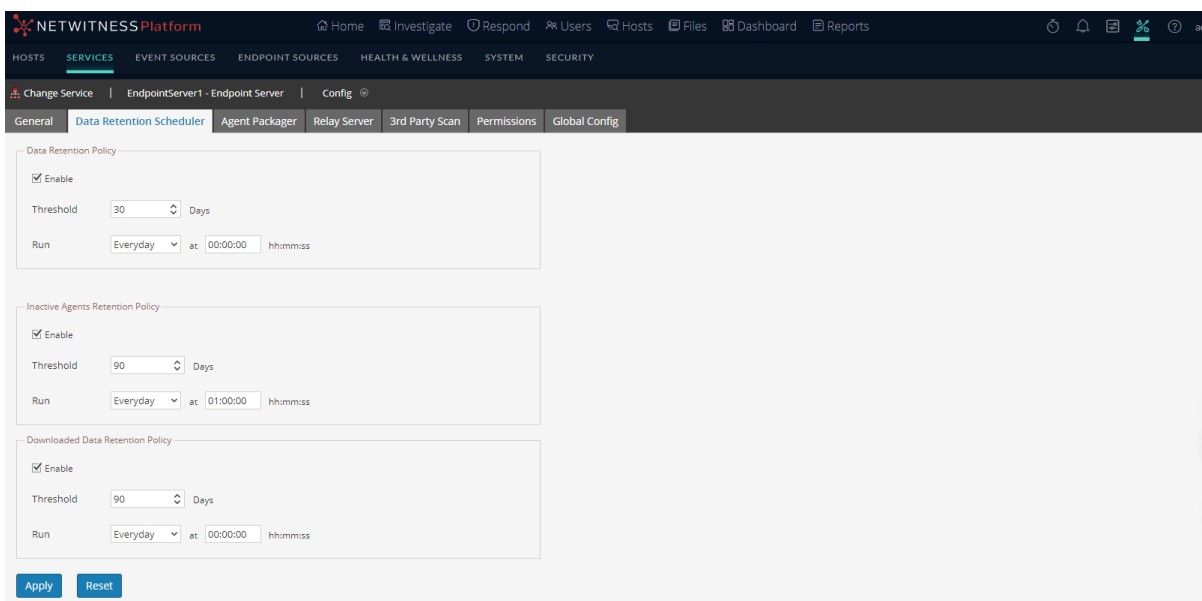 NETWITNESS Platform Home Investigate Respond Users Hosts Files Dashboard Reports
HOSTS SERVICES EVENT SOURCES ENDPOINT SOURCES HEALTH & WELLNESS SYSTEM SECURITY
Change Service | EndpointServer1 - Endpoint Server | Config
General Data Retention Scheduler Agent Packager Relay Server 3rd Party Scan Permissions Global Config
Data Retention Policy
Enable
Threshold 30 Days
Run Everyday at 00:00:00 hh:mm:ss
Inactive Agents Retention Policy
Enable
Threshold 90 Days
Run Everyday at 01:00:00 hh:mm:ss
Downloaded Data Retention Policy
Enable
Threshold 90 Days
Run Everyday at 00:00:00 hh:mm:ss
Apply Reset